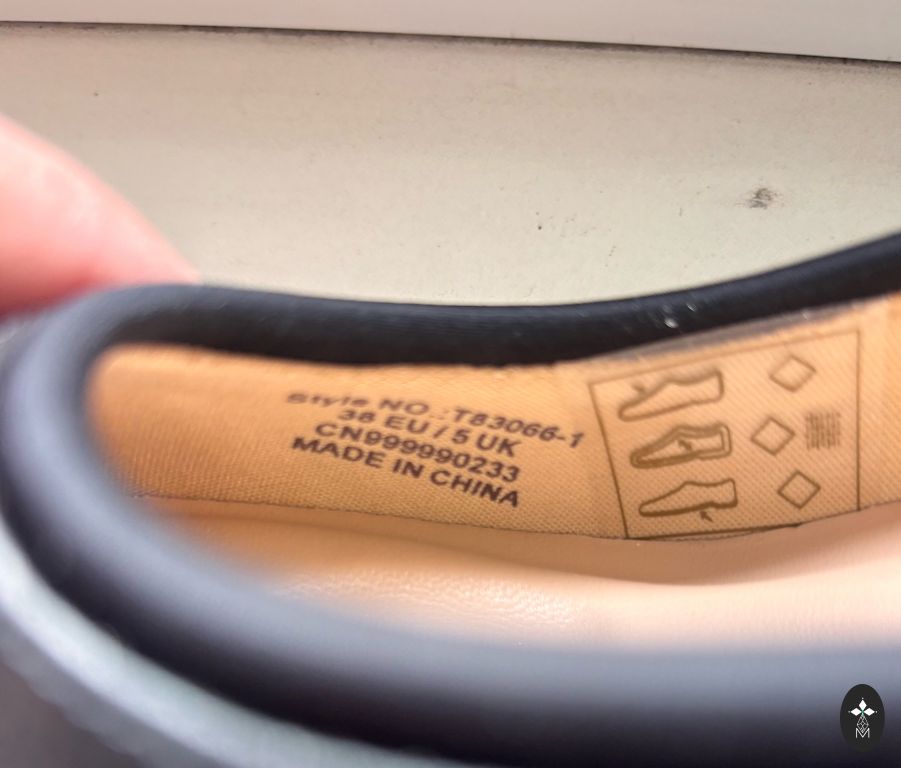 Style NO.:T83066-1
38 EU / 5 UK
CN999990233
MADE IN CHINA
M